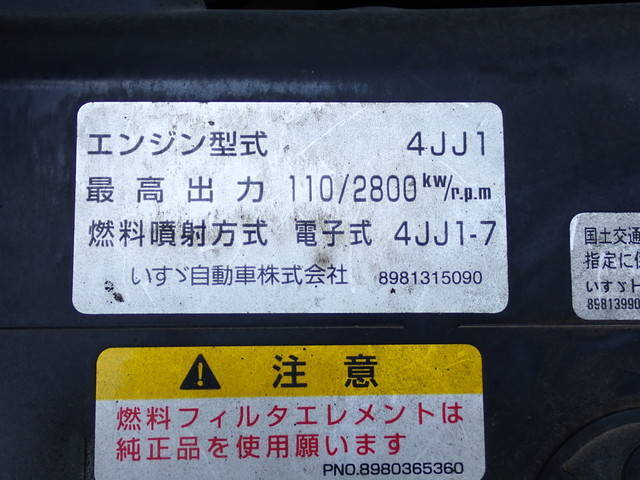 エンジン型式 4JJ1
最高出力 110/2800 kw/r.p.m
燃料噴射方式 電子式 4JJ1-7
いすゞ自動車株式会社 8981315090
国土交通
指定に
いすゞ
8981399
注意
燃料フィルタエレメントは
純正品を使用願います
PNO.8980365360